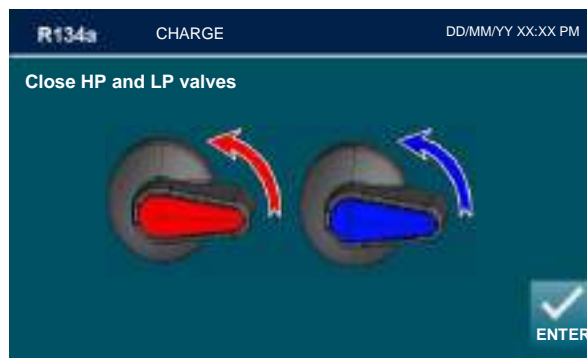 R134a CHARGE DD/MM/YY XX:XX PM
Close HP and LP valves
ENTER